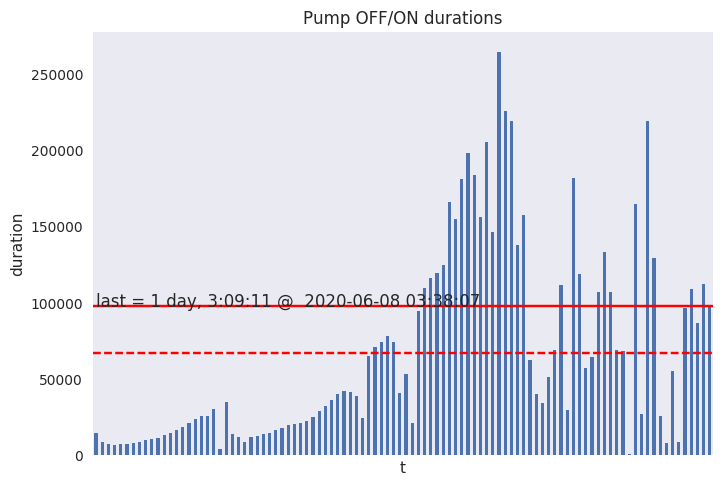 Pump OFF/ON durations
250000
200000
150000
100000
50000
0
duration
last = 1 day, 3:09:11 @  2020-06-08 03:38:07
t